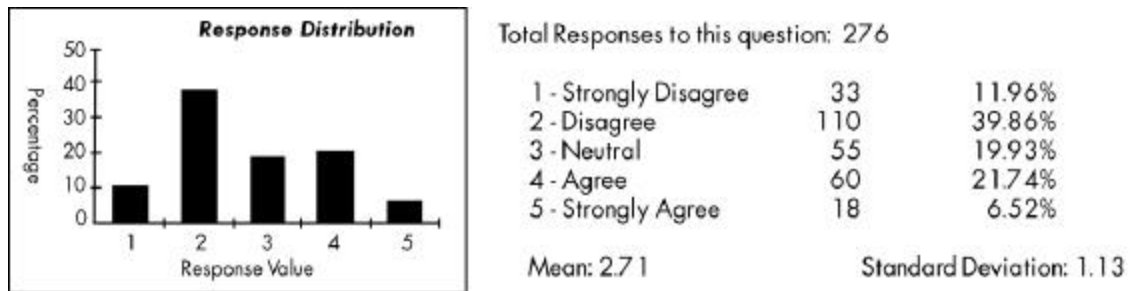 Response Distribution
50
40
30
20
10
0
Percentage
1 2 3 4 5
Response Value
Total Responses to this question: 276
1 - Strongly Disagree 33 11.96%
2 - Disagree 110 39.86%
3 - Neutral 55 19.93%
4 - Agree 60 21.74%
5 - Strongly Agree 18 6.52%
Mean: 2.71 Standard Deviation: 1.13